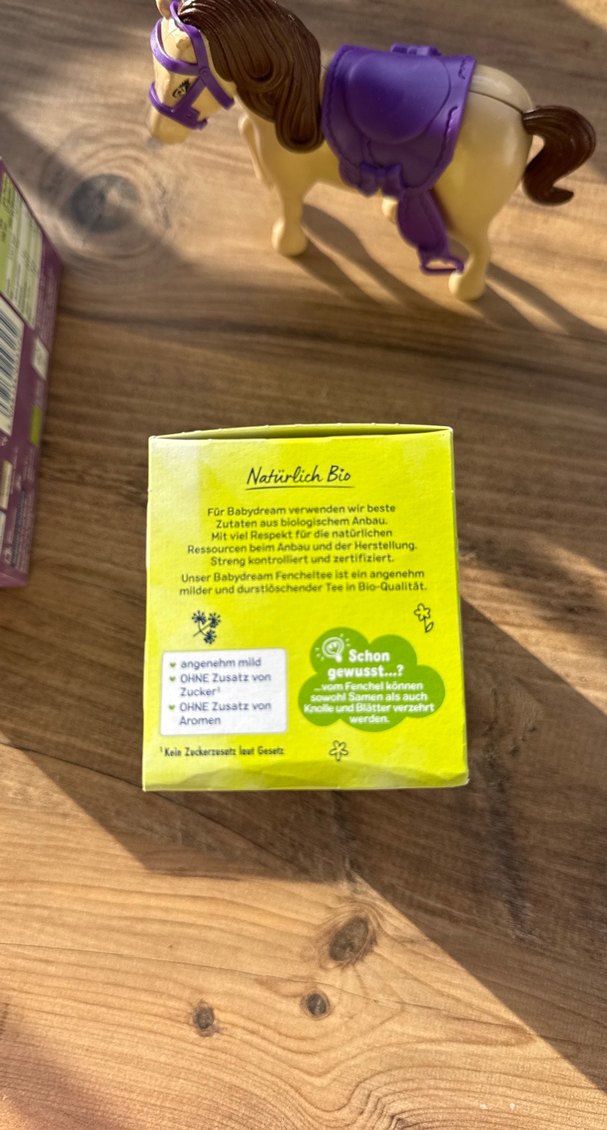 Natürlich Bio
Für Babydream verwenden wir beste
Zutaten aus biologischem Anbau.
Mit viel Respekt für die natürlichen
Ressourcen beim Anbau und der Herstellung.
Streng kontrolliert und zertifiziert.
Unser Babydream Fencheltee ist ein angenehm
milder und durstlöschender Tee in Bio-Qualität.
angenehm mild
OHNE Zusatz von
Zucker¹
OHNE Zusatz von
Aromen
¹ Kein Zuckerzusatz laut Gesetz
Schon
gewusst...?
...vom Fenchel können
sowohl Samen als auch
Knolle und Blätter verzehrt
werden.